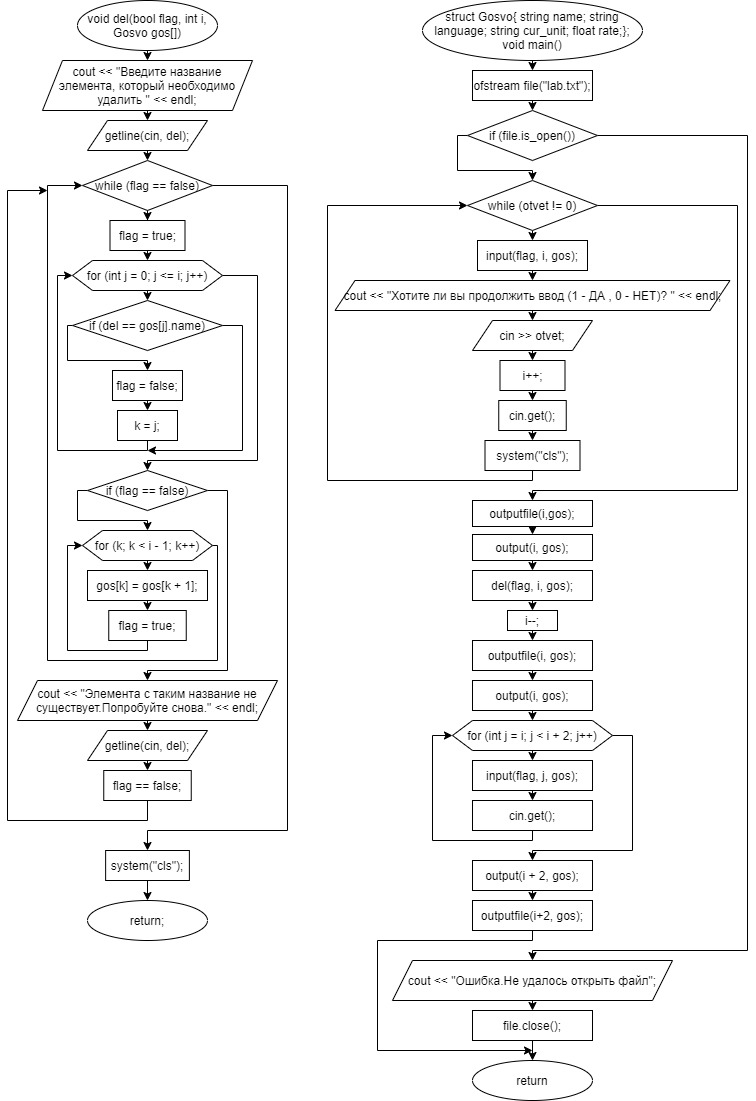 void del(bool flag, int i,
Gosvo gos[])
cout << "Введите название
элемента, который необходимо
удалить " << endl;
getline(cin, del);
while (flag == false)
flag = true;
for (int j = 0; j <= i; j++)
if (del == gos[j].name)
flag = false;
k = j;
if (flag == false)
for (k; k < i - 1; k++)
gos[k] = gos[k + 1];
flag = true;
cout << "Элемента с таким название не
существует.Попробуйте снова." << endl;
getline(cin, del);
flag == false;
system("cls");
return;
struct Gosvo{ string name; string
language; string cur_unit; float rate;};
void main()
ofstream file("lab.txt");
if (file.is_open())
while (otvet != 0)
input(flag, i, gos);
cout << "Хотите ли вы продолжить ввод (1 - ДА , 0 - НЕТ)? " << endl;
cin >> otvet;
i++;
cin.get();
system("cls");
outputfile(i,gos);
output(i, gos);
del(flag, i, gos);
i--;
outputfile(i, gos);
output(i, gos);
for (int j = i; j < i + 2; j++)
input(flag, j, gos);
cin.get();
output(i + 2, gos);
outputfile(i+2, gos);
cout << "Ошибка.Не удалось открыть файл";
file.close();
return